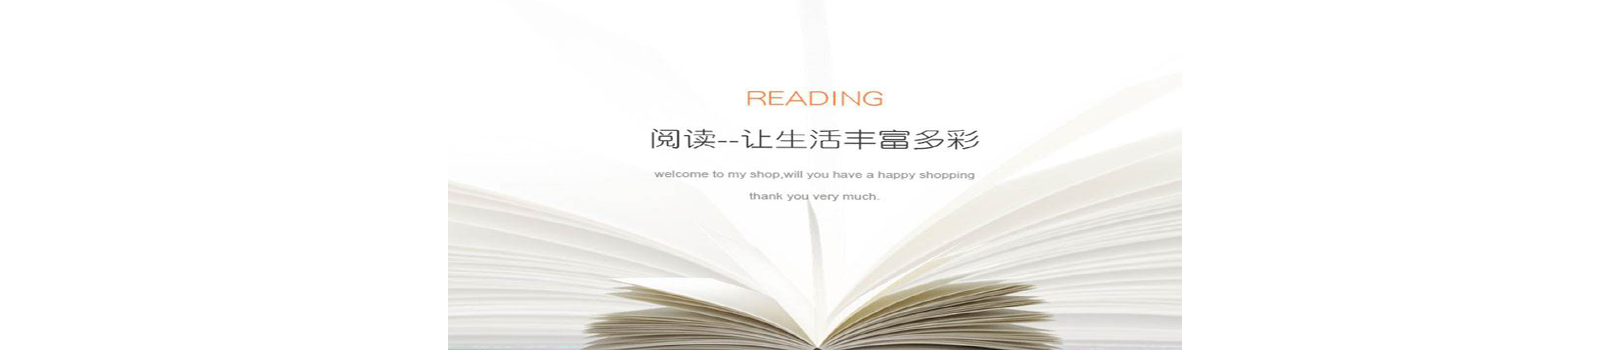 READING
阅读--让生活丰富多彩
welcome to my shop,will you have a happy shopping
thank you very much.